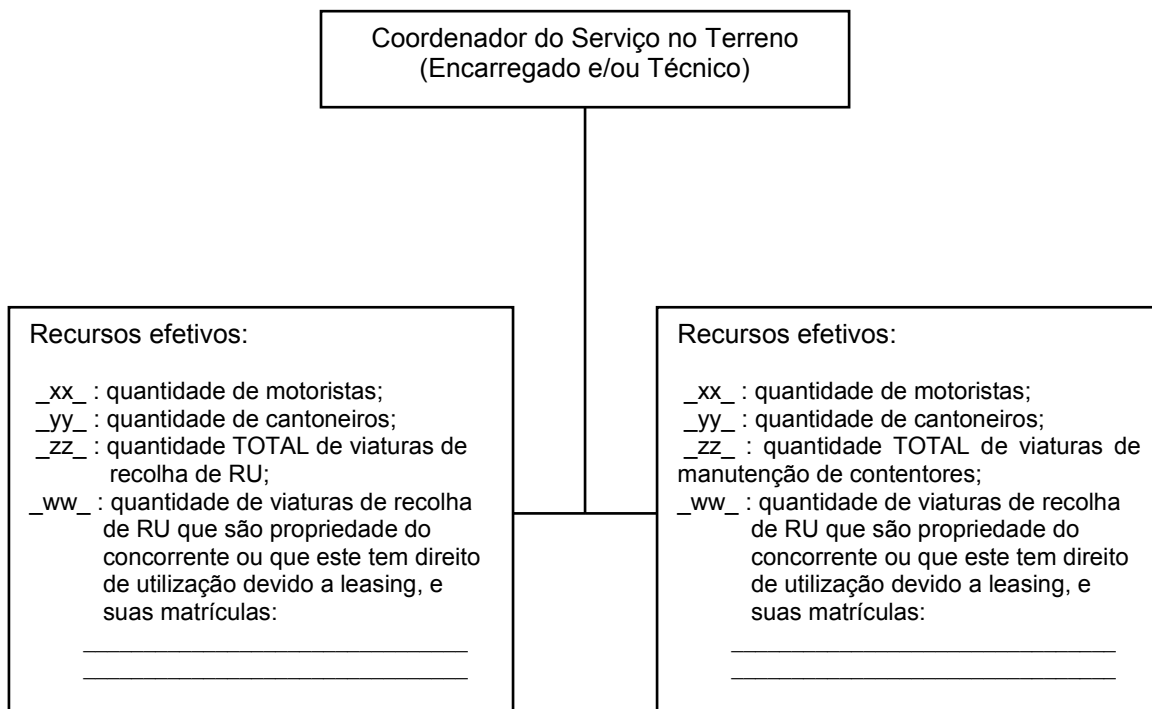 Coordenador do Serviço no Terreno
(Encarregado e/ou Técnico)
Recursos efetivos:
_xx_ : quantidade de motoristas;
_yy_ : quantidade de cantoneiros;
_zz_ : quantidade TOTAL de viaturas de
recolha de RU;
_ww_ : quantidade de viaturas de recolha
de RU que são propriedade do
concorrente ou que este tem direito
de utilização devido a leasing, e
suas matrículas:
________________________________
________________________________
Recursos efetivos:
_xx_ : quantidade de motoristas;
_yy_ : quantidade de cantoneiros;
_zz_ : quantidade TOTAL de viaturas de
manutenção de contentores;
_ww_ : quantidade de viaturas de recolha
de RU que são propriedade do
concorrente ou que este tem direito
de utilização devido a leasing, e
suas matrículas:
________________________________
________________________________